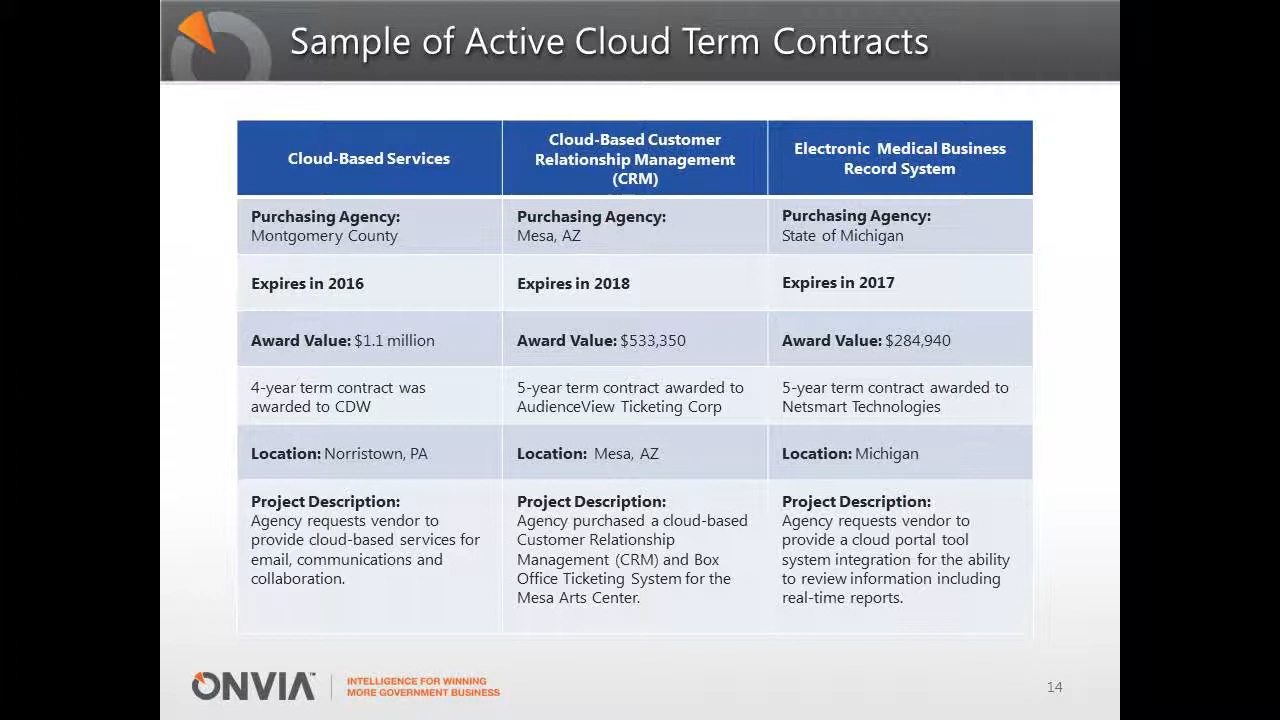 Sample of Active Cloud Term Contracts
Cloud-Based Services
Cloud-Based Customer
Relationship Management
(CRM)
Electronic Medical Business
Record System
Purchasing Agency:
Montgomery County
Purchasing Agency:
Mesa, AZ
Purchasing Agency:
State of Michigan
Expires in 2016
Expires in 2018
Expires in 2017
Award Value: $1.1 million
Award Value: $533,350
Award Value: $284,940
4-year term contract was
awarded to CDW
5-year term contract awarded to
AudienceView Ticketing Corp
5-year term contract awarded to
Netsmart Technologies
Location: Norristown, PA
Location: Mesa, AZ
Location: Michigan
Project Description:
Agency requests vendor to
provide cloud-based services for
email, communications and
collaboration.
Project Description:
Agency purchased a cloud-based
Customer Relationship
Management (CRM) and Box
Office Ticketing System for the
Mesa Arts Center.
Project Description:
Agency requests vendor to
provide a cloud portal tool
system integration for the ability
to review information including
real-time reports.
ONVIA™
INTELLIGENCE FOR WINNING
MORE GOVERNMENT BUSINESS
14